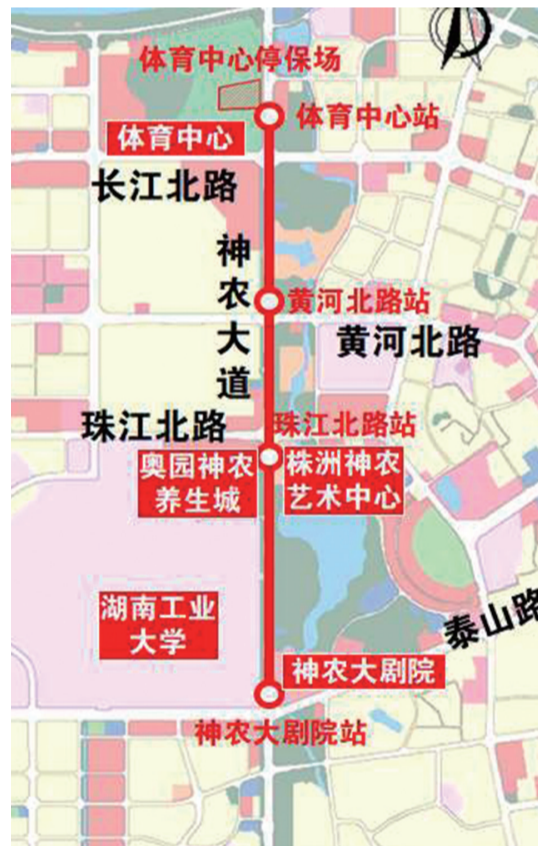 体育中心停保场
体育中心站
体育中心
长江北路
神农大道
黄河北路站
黄河北路
珠江北路
珠江北路站
奥园神农
养生城
株洲神农
艺术中心
湖南工业
大学
泰山路
神农大剧院
神农大剧院站